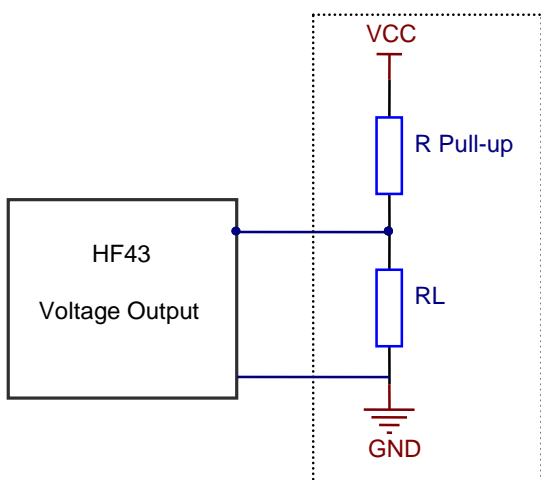 VCC
R Pull-up
HF43
Voltage Output
RL
GND